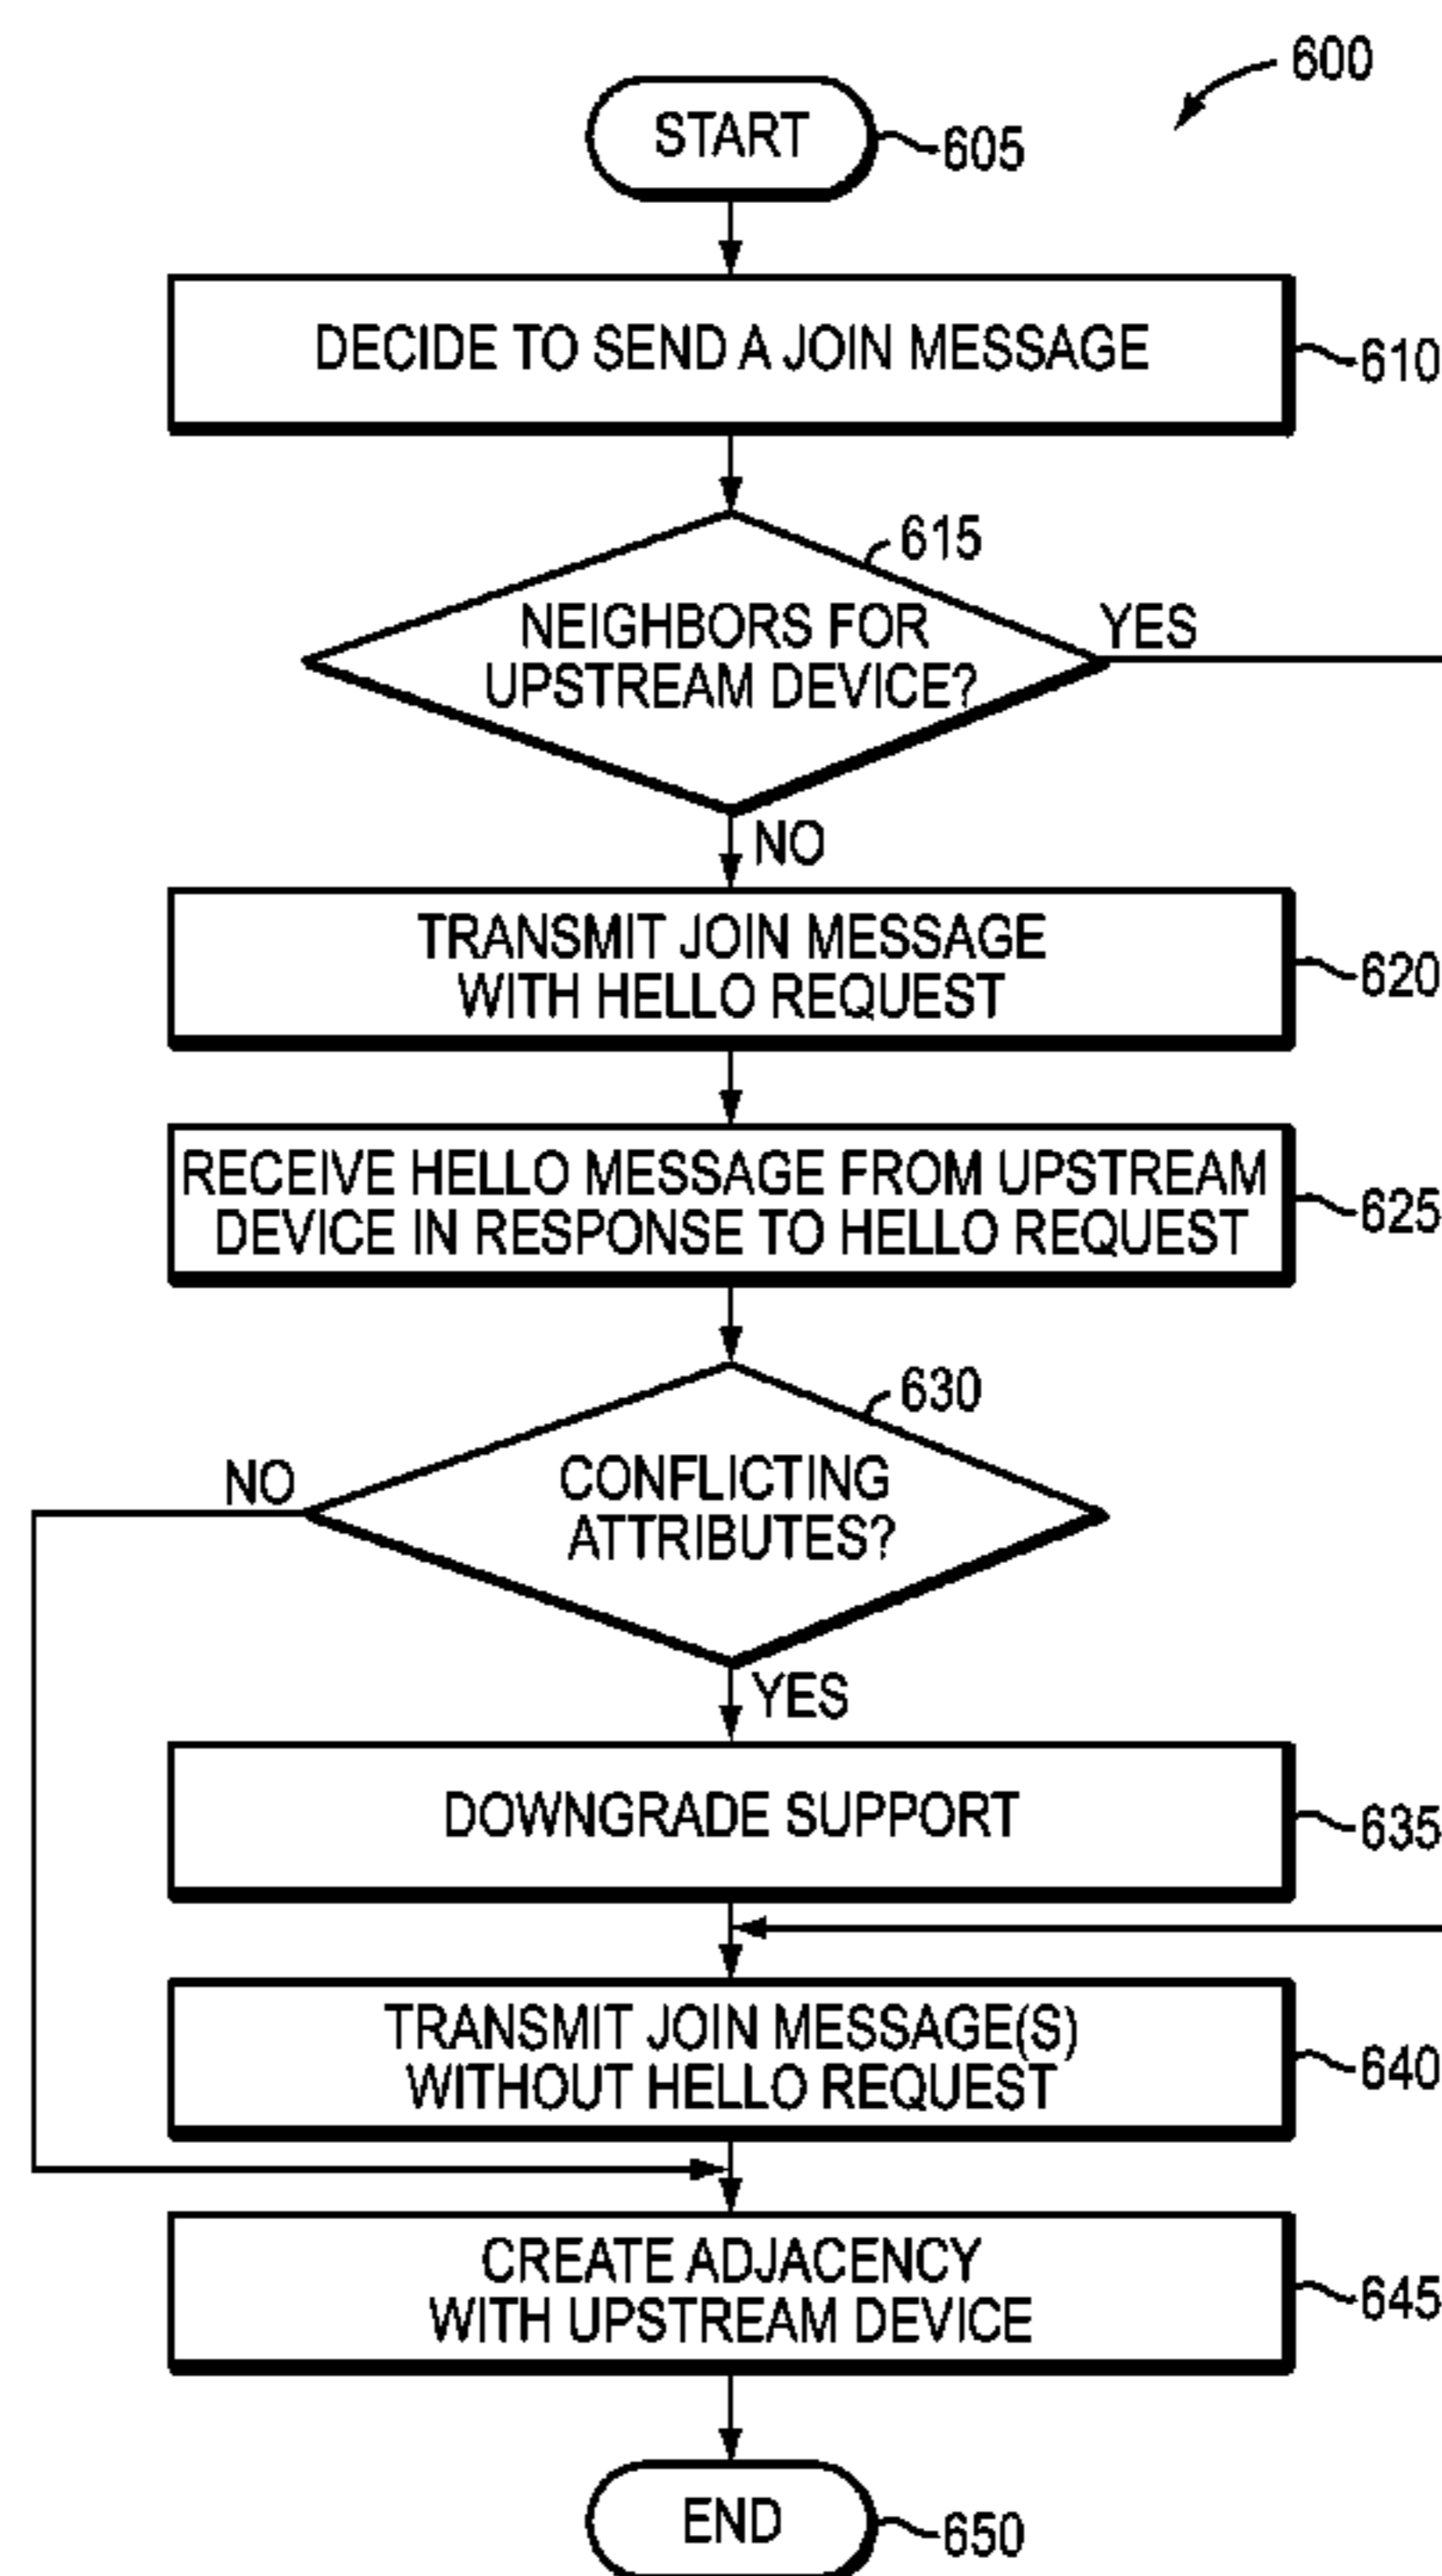 600
START
605
DECIDE TO SEND A JOIN MESSAGE
610
615
NEIGHBORS FOR
UPSTREAM DEVICE?
YES
NO
TRANSMIT JOIN MESSAGE
WITH HELLO REQUEST
620
RECEIVE HELLO MESSAGE FROM UPSTREAM
DEVICE IN RESPONSE TO HELLO REQUEST
625
630
NO
CONFLICTING
ATTRIBUTES?
YES
DOWNGRADE SUPPORT
635
TRANSMIT JOIN MESSAGE(S)
WITHOUT HELLO REQUEST
640
CREATE ADJACENCY
WITH UPSTREAM DEVICE
645
END
650